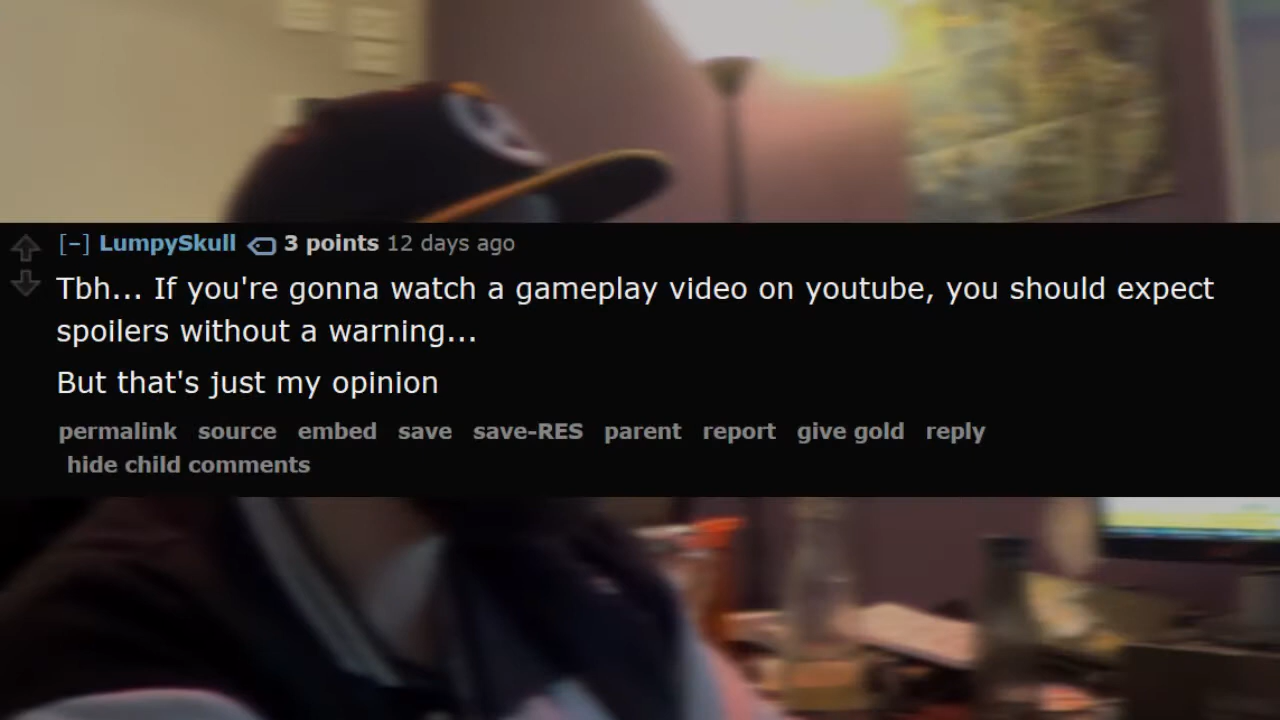 [–] LumpySkull 3 points 12 days ago
Tbh... If you're gonna watch a gameplay video on youtube, you should expect
spoilers without a warning...
But that's just my opinion
permalink source embed save save-RES parent report give gold reply
hide child comments